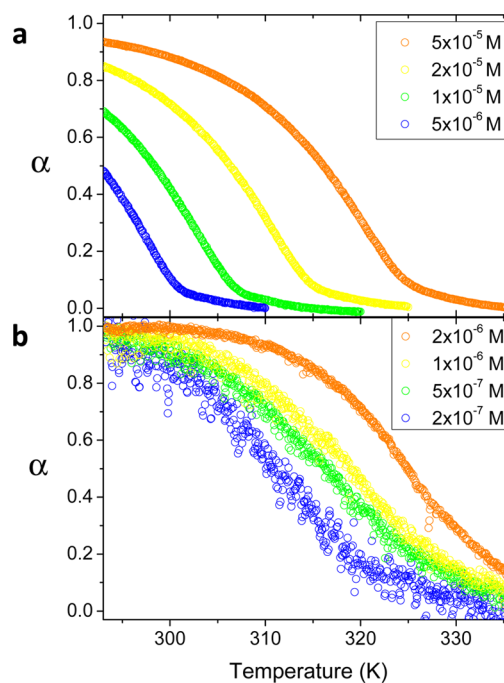 a
1.0
0.8
0.6
0.4
0.2
0.0
α
5x10⁻⁵ M
2x10⁻⁵ M
1x10⁻⁵ M
5x10⁻⁶ M
b
1.0
0.8
0.6
0.4
0.2
0.0
α
2x10⁻⁶ M
1x10⁻⁶ M
5x10⁻⁷ M
2x10⁻⁷ M
300 310 320 330
Temperature (K)